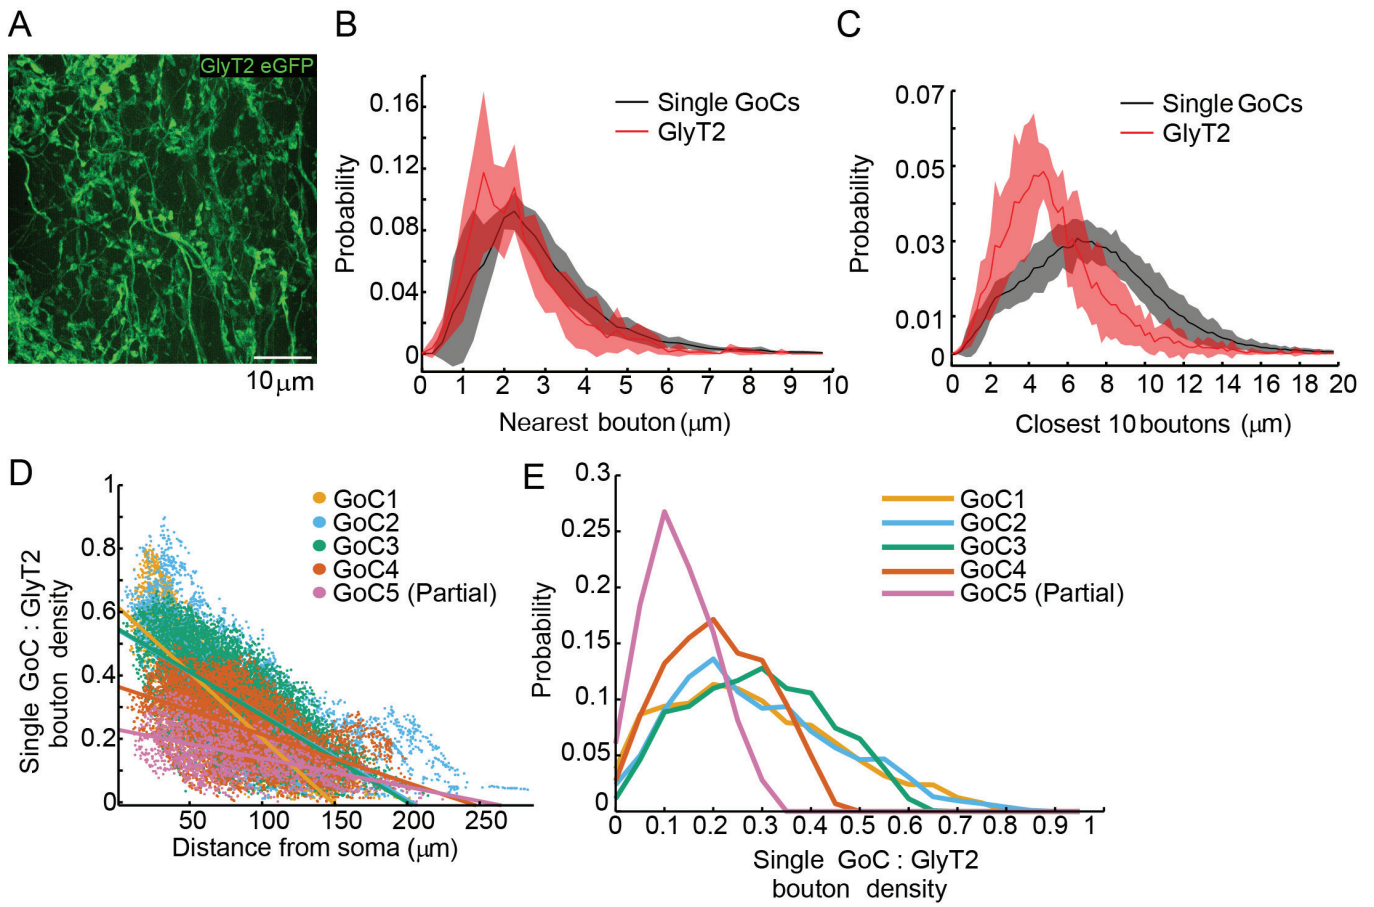 A
GlyT2 eGFP
10 μm
B
Probability
0.16
0.12
0.08
0.04
0
Single GoCs
GlyT2
0 1 2 3 4 5 6 7 8 9 10
Nearest bouton (μm)
C
Probability
0.07
0.05
0.03
0.01
0
Single GoCs
GlyT2
0 2 4 6 8 10 12 14 16 18 20
Closest 10 boutons (μm)
D
Single GoC : GlyT2
bouton density
1
0.8
0.6
0.4
0.2
0
GoC1
GoC2
GoC3
GoC4
GoC5 (Partial)
50 100 150 200 250
Distance from soma (μm)
E
Probability
0.3
0.25
0.2
0.15
0.1
0.05
0
GoC1
GoC2
GoC3
GoC4
GoC5 (Partial)
0 0.1 0.2 0.3 0.4 0.5 0.6 0.7 0.8 0.9 1
Single GoC : GlyT2
bouton density